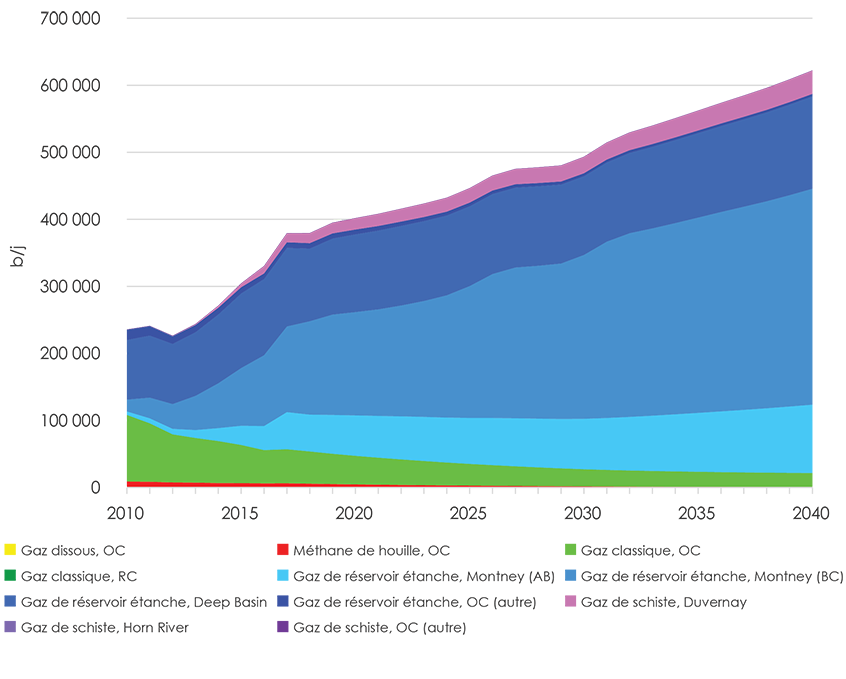 700 000
600 000
500 000
400 000
300 000
200 000
100 000
0
b/j
2010 2015 2020 2025 2030 2035 2040
Gaz dissous, OC Méthane de houille, OC Gaz classique, OC
Gaz classique, RC Gaz de réservoir étanche, Montney (AB) Gaz de réservoir étanche, Montney (BC)
Gaz de réservoir étanche, Deep Basin Gaz de réservoir étanche, OC (autre) Gaz de schiste, Duvernay
Gaz de schiste, Horn River Gaz de schiste, OC (autre)